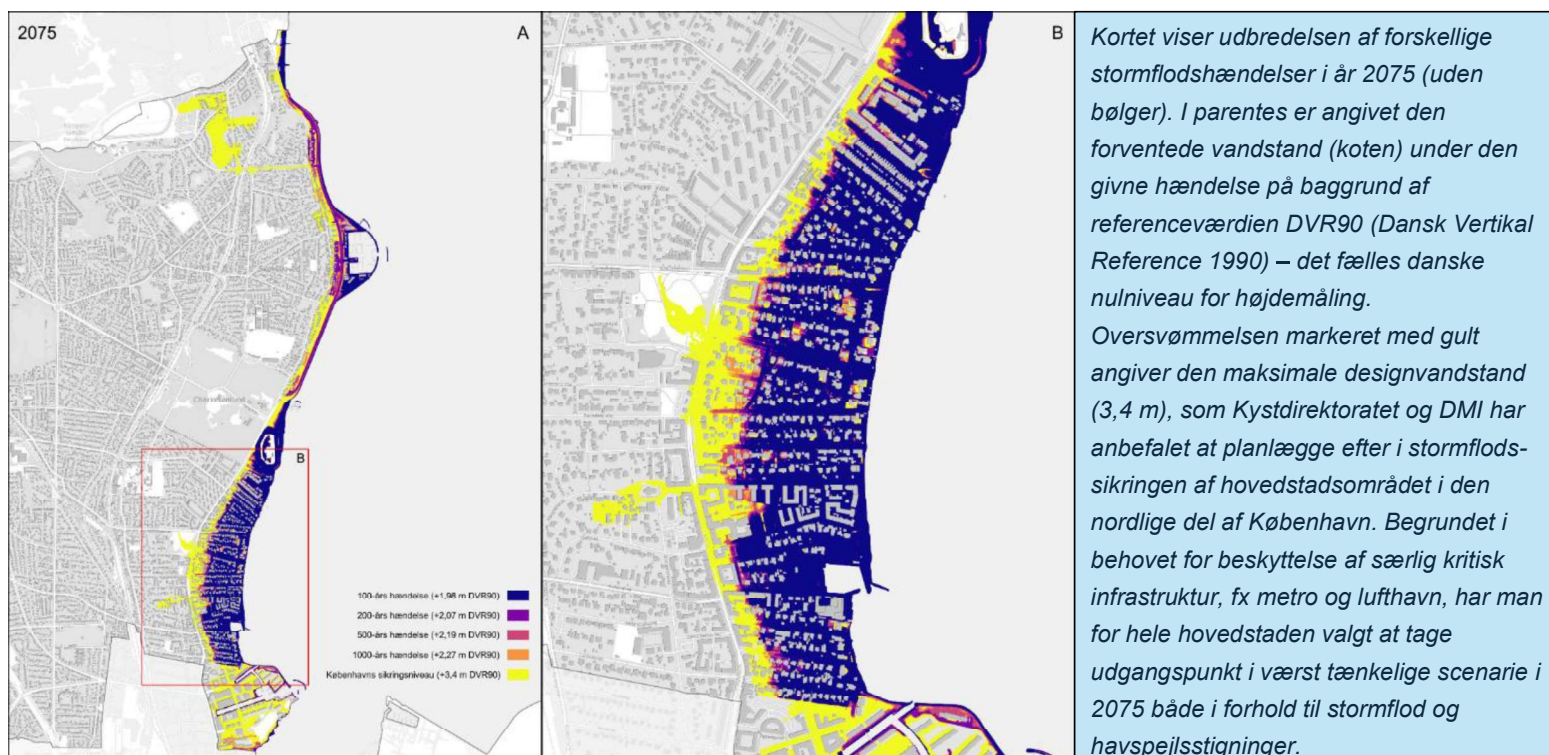 2075
A
B
B
Charlottenlund
100-års hændelse (+1,98 m DVR90)
200-års hændelse (+2,07 m DVR90)
500-års hændelse (+2,19 m DVR90)
1000-års hændelse (+2,27 m DVR90)
Københavns sikringsniveau (+3,4 m DVR90)
Kortet viser udbredelsen af forskellige
stormflodshændelser i år 2075 (uden
bølger). I parentes er angivet den
forventede vandstand (koten) under den
givne hændelse på baggrund af
referenceværdien DVR90 (Dansk Vertikal
Reference 1990) – det fælles danske
nulniveau for højdemåling.
Oversvømmelsen markeret med gult
angiver den maksimale designvandstand
(3,4 m), som Kystdirektoratet og DMI har
anbefalet at planlægge efter i stormflods-
sikringen af hovedstadsområdet i den
nordlige del af København. Begrundet i
behovet for beskyttelse af særlig kritisk
infrastruktur, fx metro og lufthavn, har man
for hele hovedstaden valgt at tage
udgangspunkt i værst tænkelige scenarie i
2075 både i forhold til stormflod og
havspejlsstigninger.